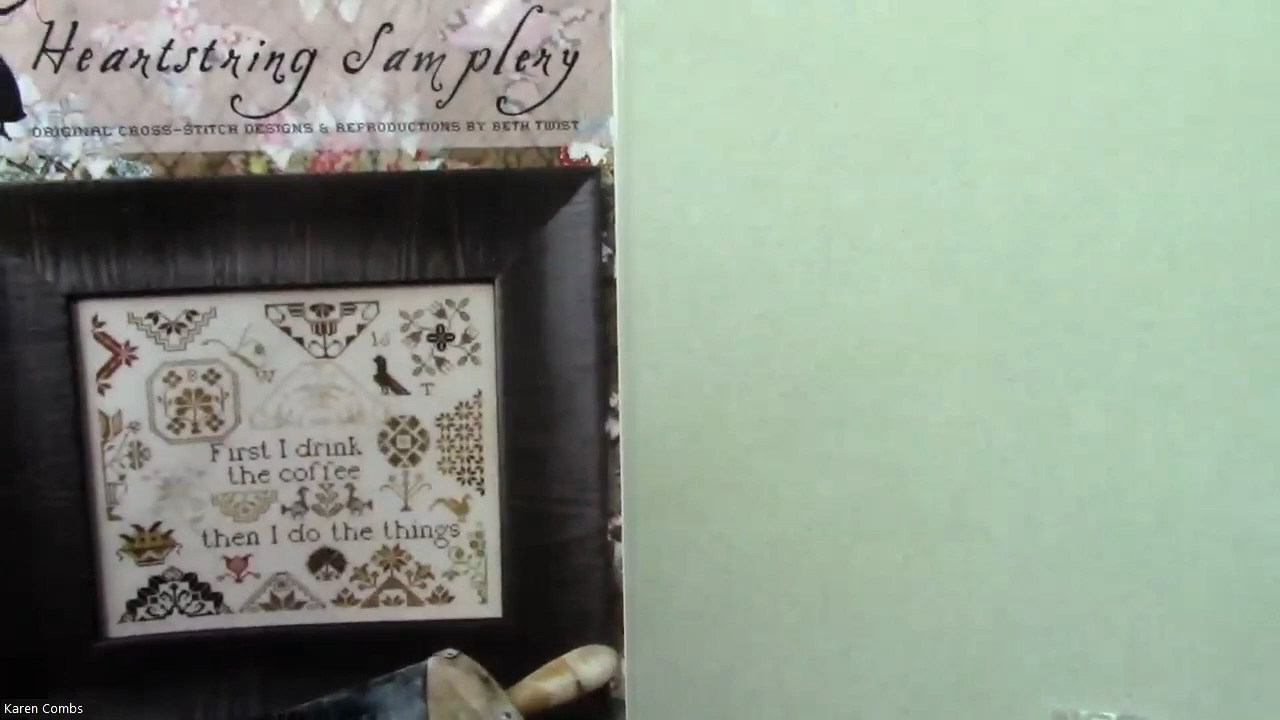 Heartstring Samplery
ORIGINAL CROSS-STITCH DESIGNS & REPRODUCTIONS BY BETH TWIST
B
W
T
First I drink
the coffee
then I do the things
Karen Combs